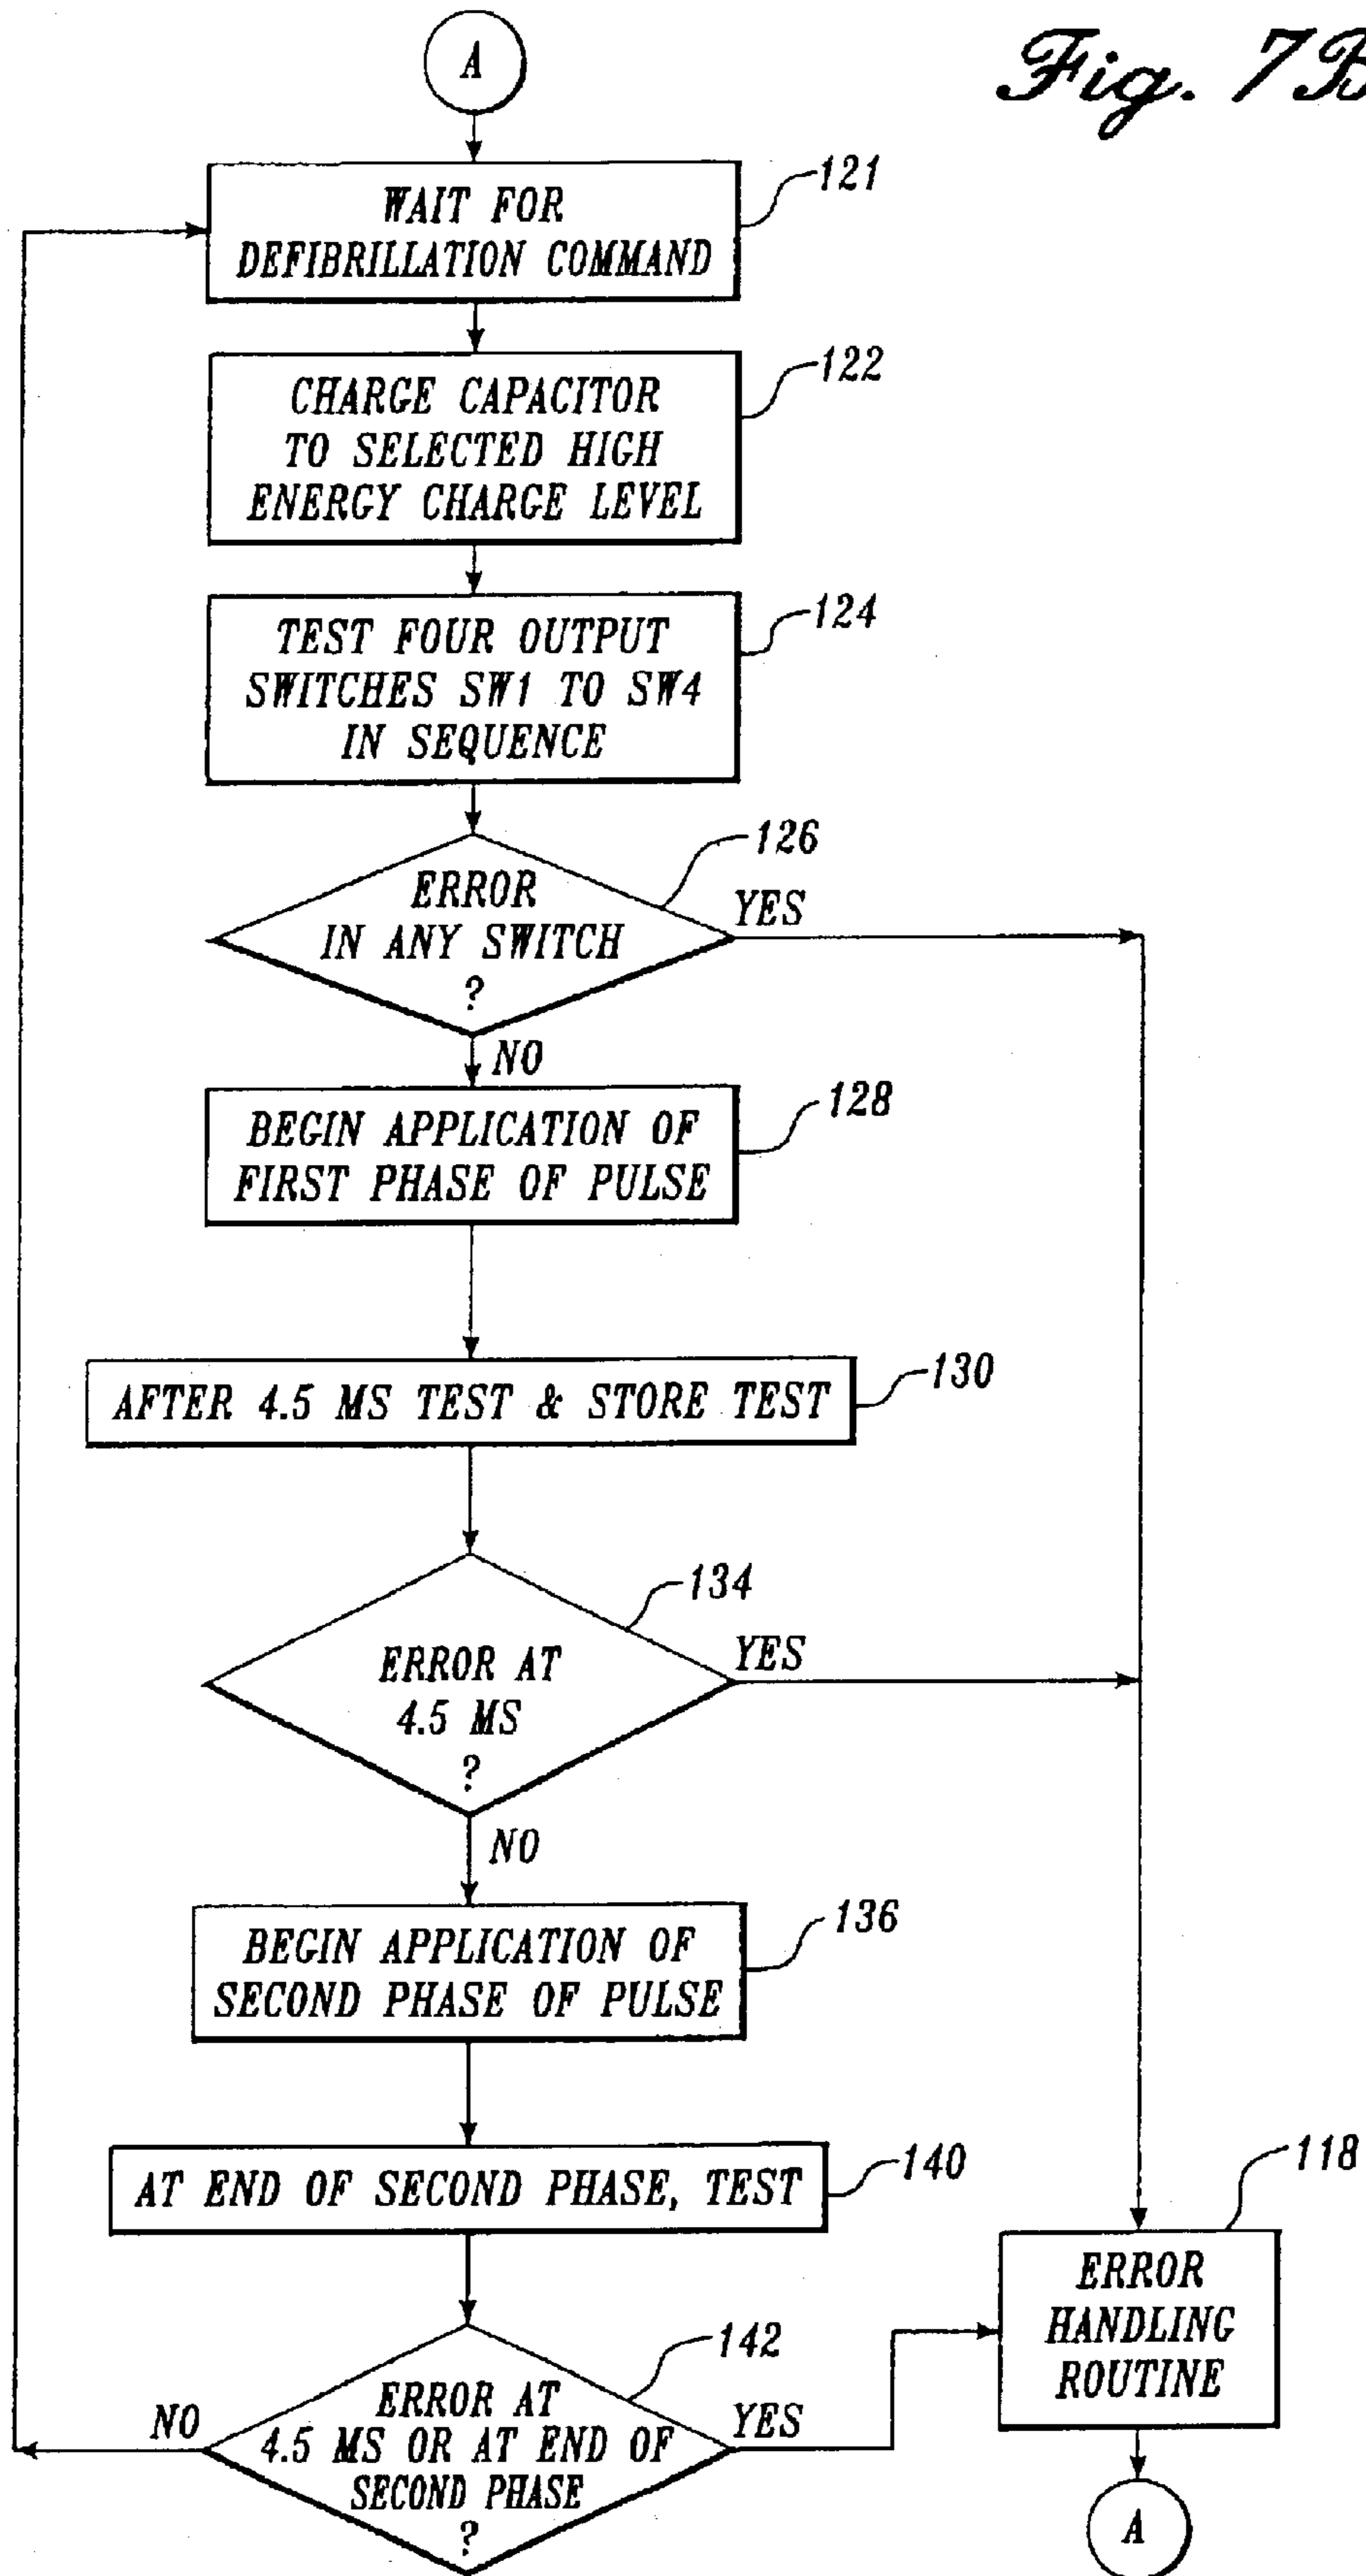 A
Fig. 7B
WAIT FOR
DEFIBRILLATION COMMAND
121
CHARGE CAPACITOR
TO SELECTED HIGH
ENERGY CHARGE LEVEL
122
TEST FOUR OUTPUT
SWITCHES SW1 TO SW4
IN SEQUENCE
124
ERROR
IN ANY SWITCH
?
126
YES
NO
BEGIN APPLICATION OF
FIRST PHASE OF PULSE
128
AFTER 4.5 MS TEST & STORE TEST
130
ERROR AT
4.5 MS
?
134
YES
NO
BEGIN APPLICATION OF
SECOND PHASE OF PULSE
136
AT END OF SECOND PHASE, TEST
140
ERROR AT
4.5 MS OR AT END OF
SECOND PHASE
?
142
NO
YES
ERROR
HANDLING
ROUTINE
118
A